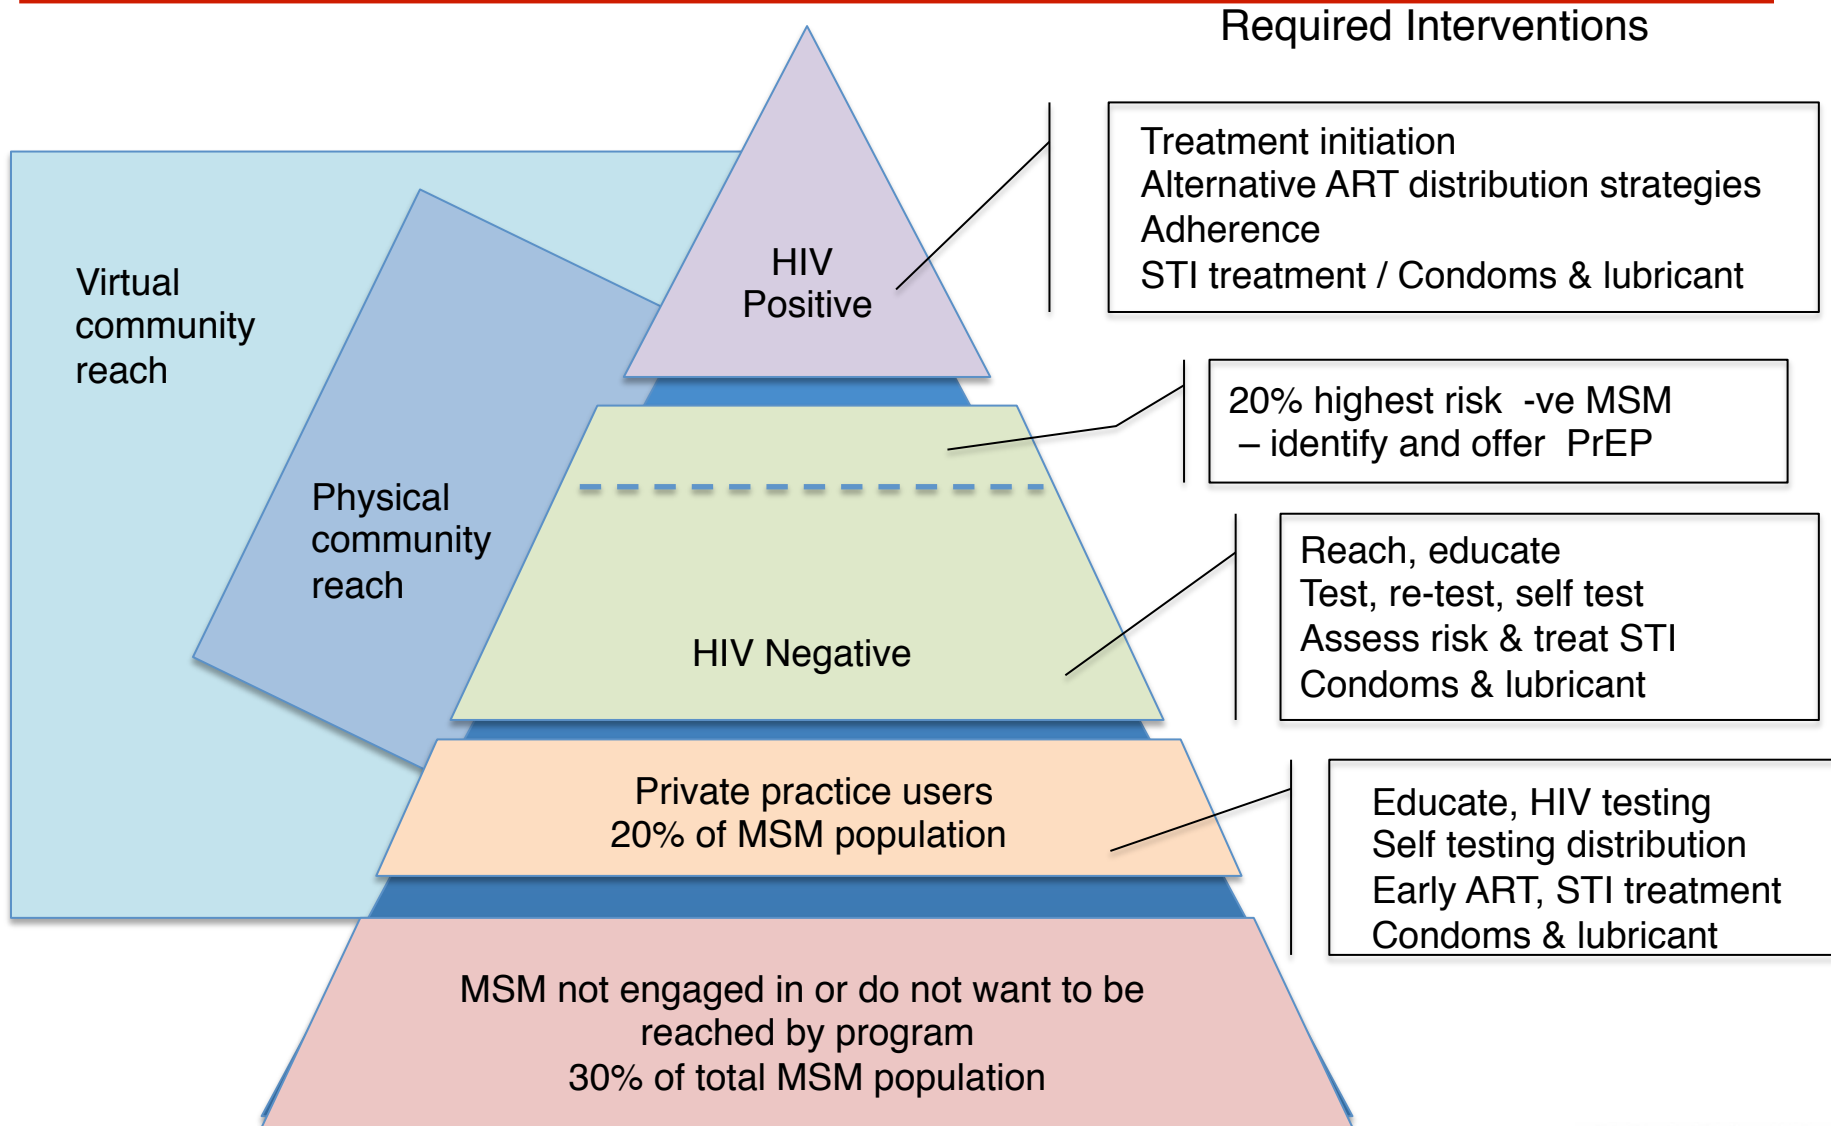 Required Interventions
Treatment initiation
Alternative ART distribution strategies
Adherence
STI treatment / Condoms & lubricant
HIV
Positive
Virtual
community
reach
20% highest risk -ve MSM
– identify and offer PrEP
Physical
community
reach
Reach, educate
Test, re-test, self test
Assess risk & treat STI
Condoms & lubricant
HIV Negative
Private practice users
20% of MSM population
Educate, HIV testing
Self testing distribution
Early ART, STI treatment
Condoms & lubricant
MSM not engaged in or do not want to be
reached by program
30% of total MSM population